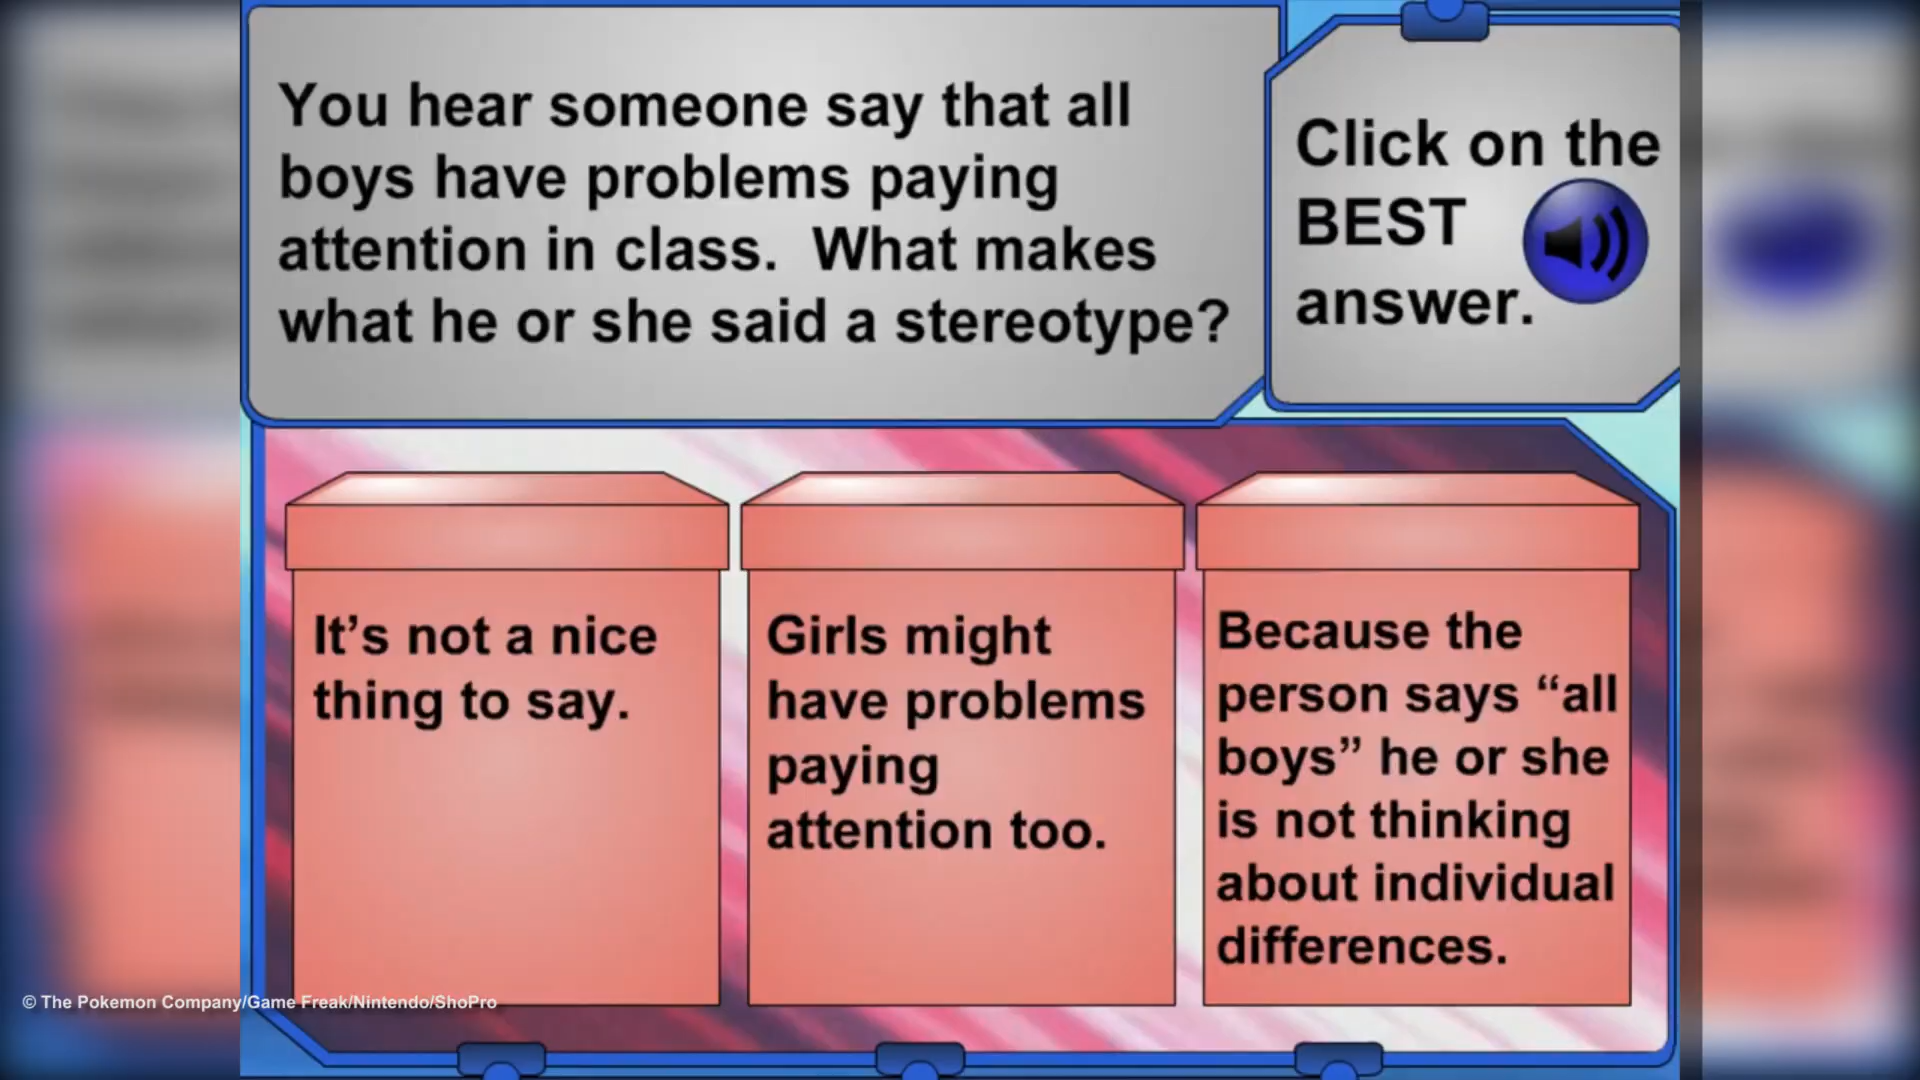 You hear someone say that all
boys have problems paying
attention in class.  What makes
what he or she said a stereotype?
Click on the
BEST
answer.
It’s not a nice
thing to say.
Girls might
have problems
paying
attention too.
Because the
person says “all
boys” he or she
is not thinking
about individual
differences.
© The Pokemon Company/Game Freak/Nintendo/ShoPro